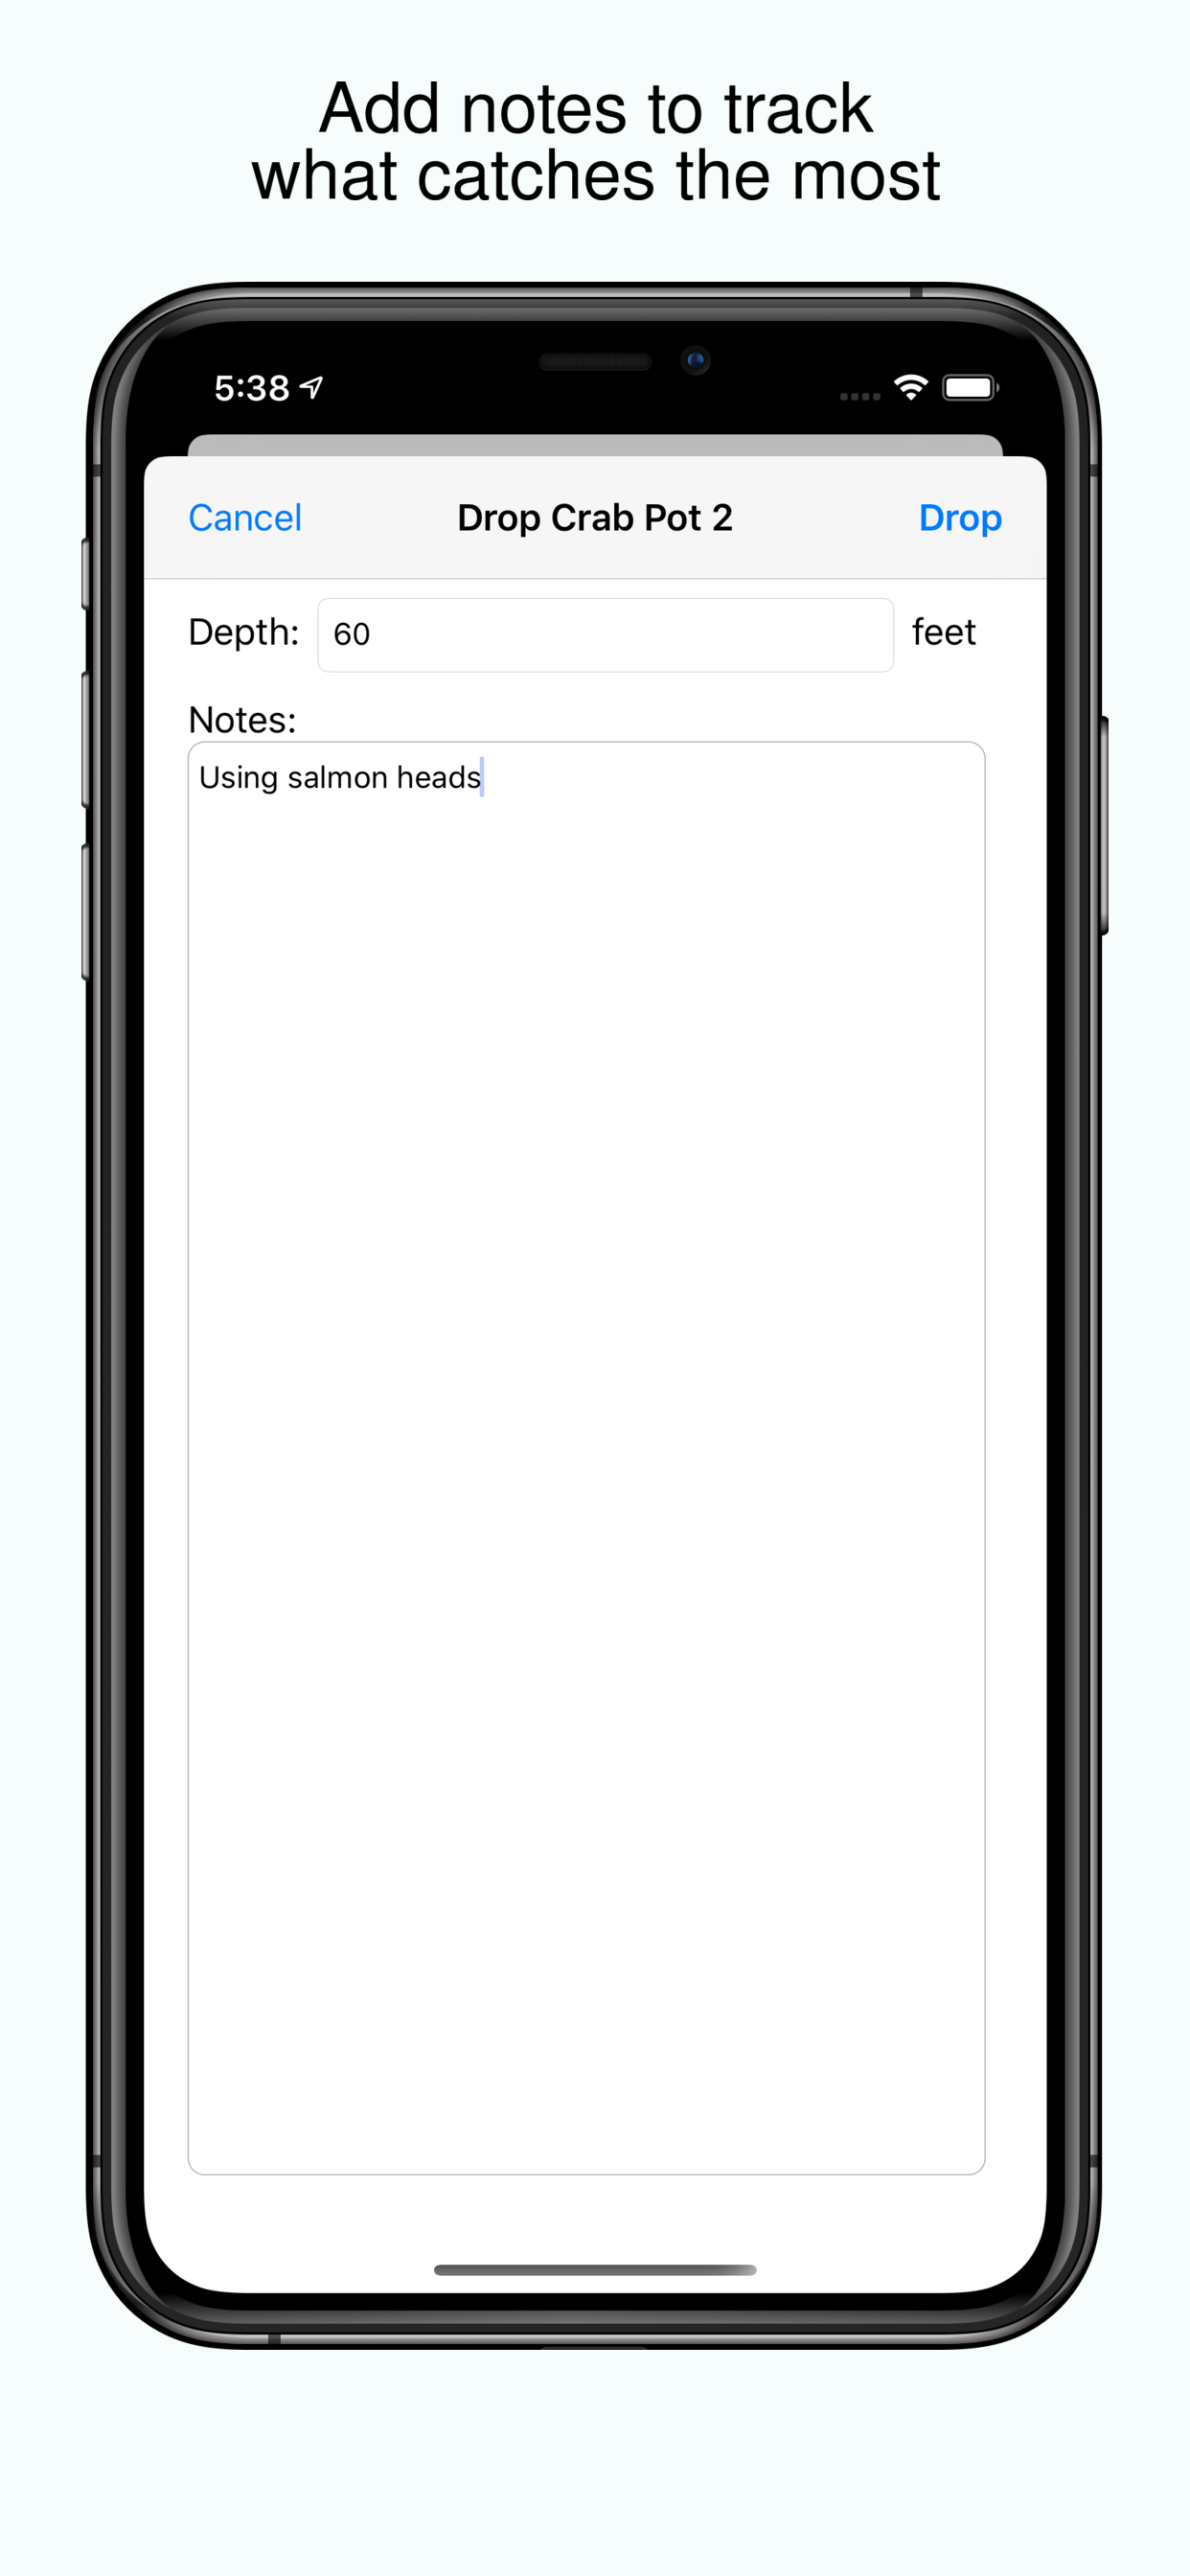 Add notes to track
what catches the most
5:38
Cancel Drop Crab Pot 2 Drop
Depth: 60 feet
Notes:
Using salmon heads